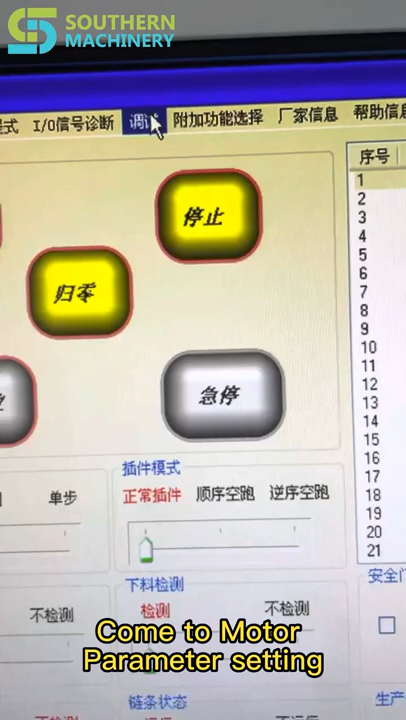 SOUTHERN
MACHINERY
式 I/O信号诊断 调试 附加功能选择 厂家信息 帮助信息
序号
停止
1
2
3
4
归零
5
6
7
8
9
10
急停
11
12
13
14
15
插件模式
16
单步
正常插件 顺序空跑 逆序空跑
17
18
19
20
21
下料检测
安全门
不检测
检测 不检测
Come to Motor
Parameter setting
链条状态
生产